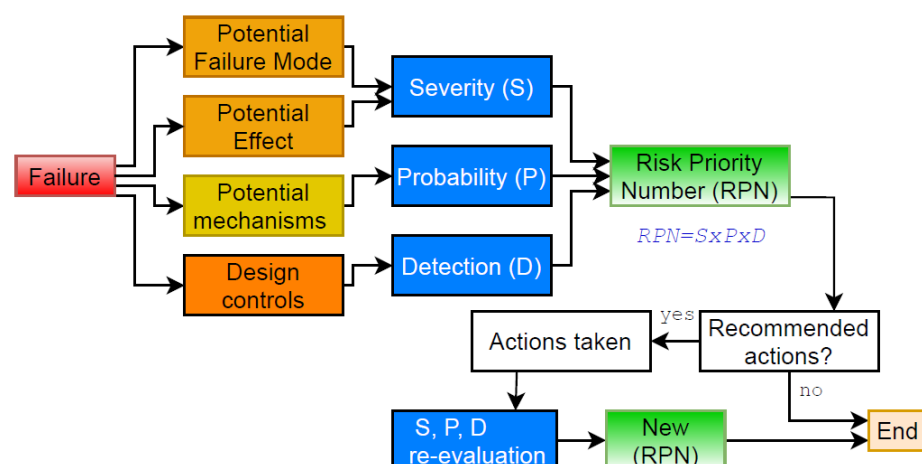 Potential
Failure Mode
Potential
Effect
Failure
Potential
mechanisms
Design
controls
Severity (S)
Probability (P)
Detection (D)
Risk Priority
Number (RPN)
RPN=SxPxD
Recommended
actions?
yes
no
Actions taken
S, P, D
re-evaluation
New
(RPN)
End